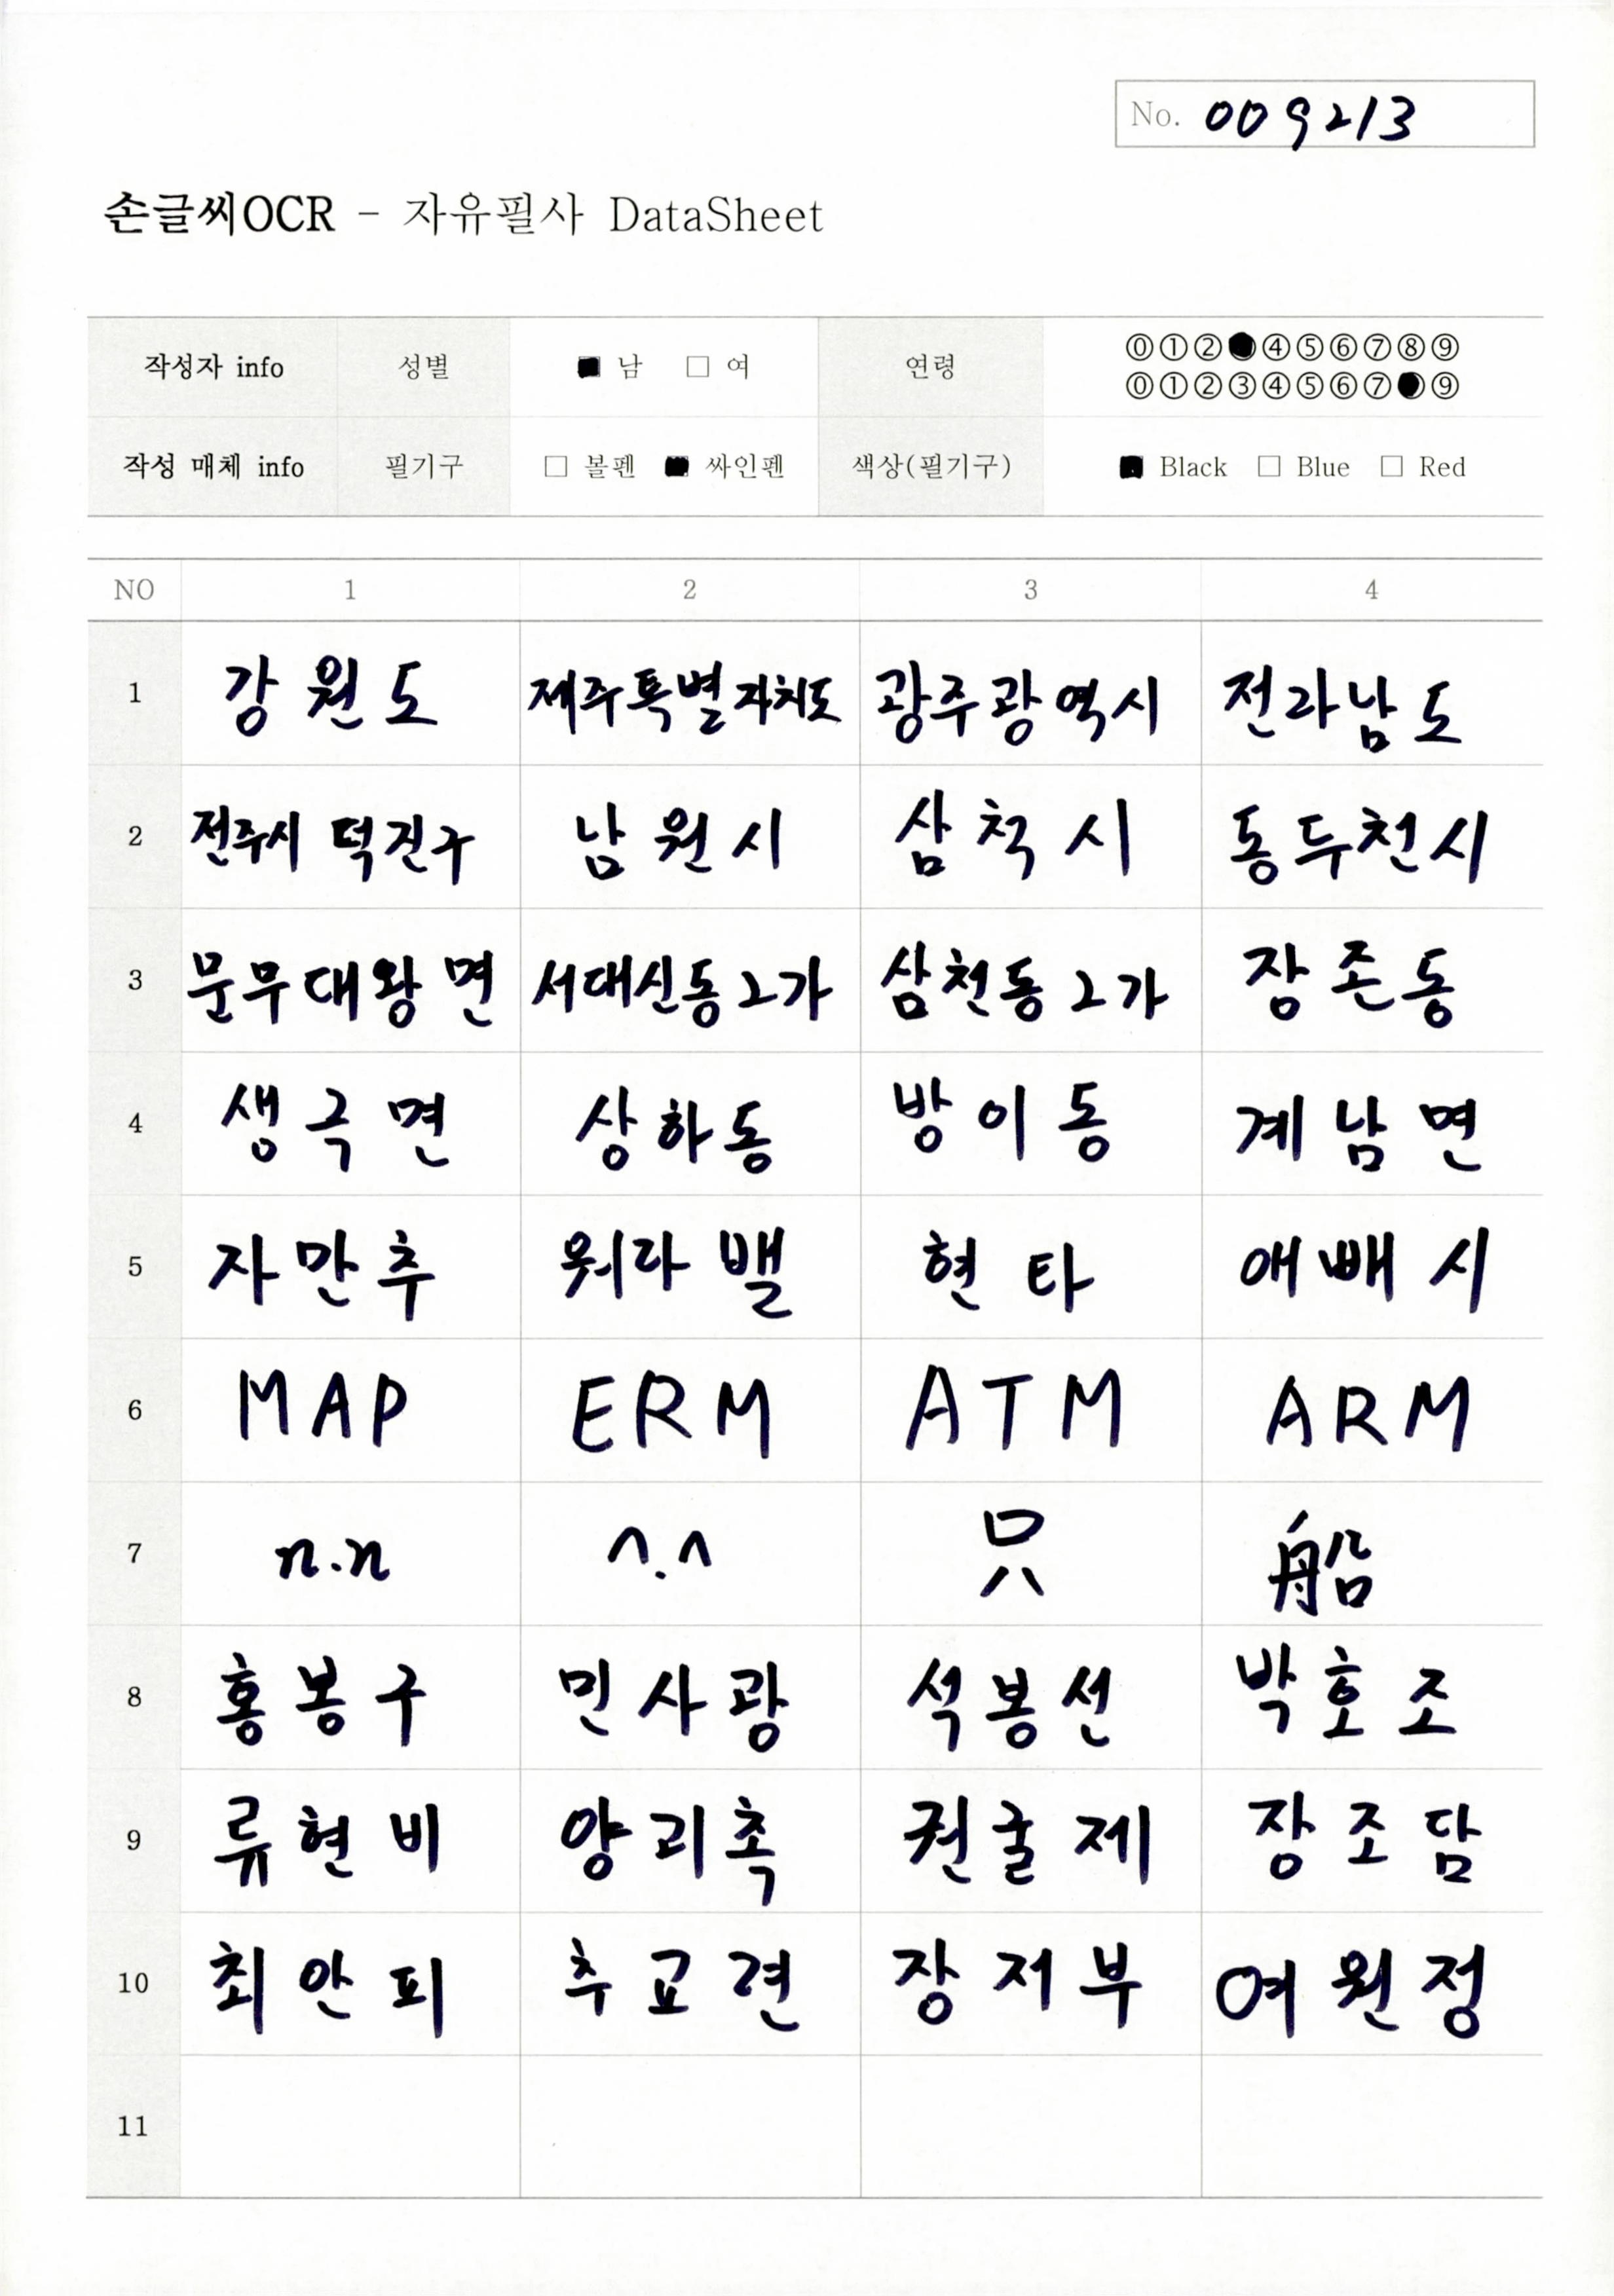 No. 009213
손글씨OCR - 자유필사 DataSheet
작성자 info 성별 ■ 남 □ 여 연령 ⓪①②●④⑤⑥⑦⑧⑨
⓪①②③④⑤⑥⑦●⑨
작성 매체 info 필기구 □ 볼펜 ■ 싸인펜 색상(필기구) ■ Black □ Blue □ Red
NO 1 2 3 4
1 강원도 제주특별자치도 광주광역시 전라남도
2 전주시 덕진구 남원시 삼척시 동두천시
3 문무대왕면 서대신동2가 삼천동2가 장존동
4 생극면 상하동 방이동 계남면
5 자만추 워라밸 현타 애빼시
6 MAP ERM ATM ARM
7 n.n ^.^ 只 船
8 홍봉구 민사광 석봉선 박호조
9 류현비 양괴촉 권굴제 장조담
10 최안피 추교련 장저부 여원정
11